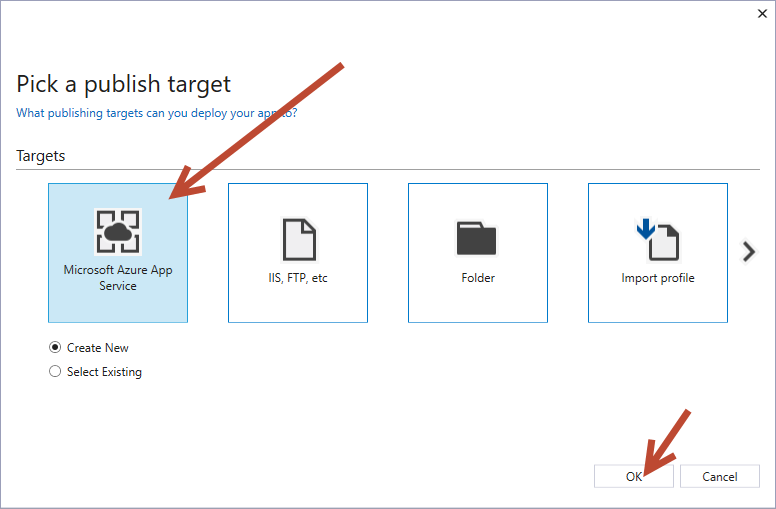 Pick a publish target
What publishing targets can you deploy your app to?
Targets
Microsoft Azure App
Service
IIS, FTP, etc
Folder
Import profile
Create New
Select Existing
OK
Cancel